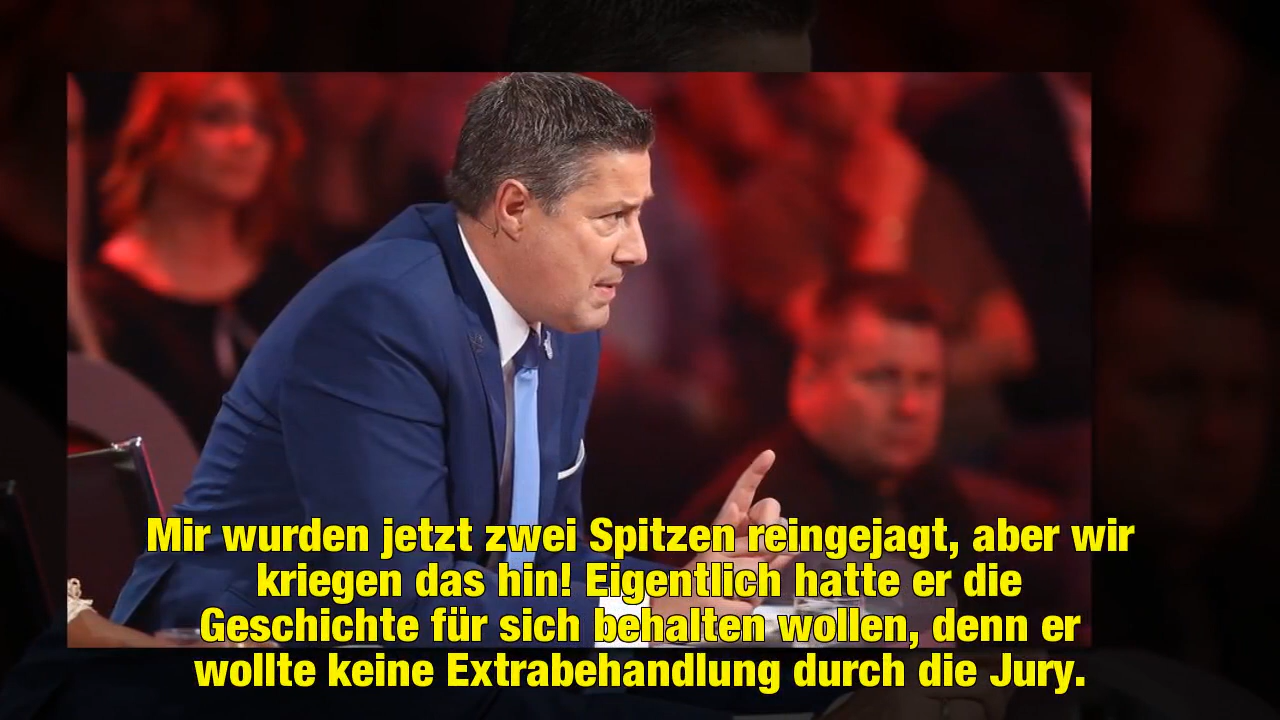 Mir wurden jetzt zwei Spitzen reingejagt, aber wir
kriegen das hin! Eigentlich hatte er die
Geschichte für sich behalten wollen, denn er
wollte keine Extrabehandlung durch die Jury.